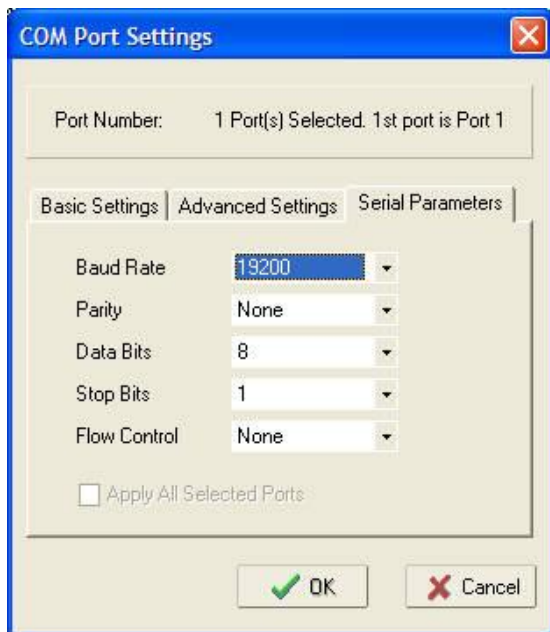 COM Port Settings
Port Number: 1 Port(s) Selected. 1st port is Port 1
Basic Settings Advanced Settings Serial Parameters
Baud Rate 19200
Parity None
Data Bits 8
Stop Bits 1
Flow Control None
Apply All Selected Ports
OK Cancel